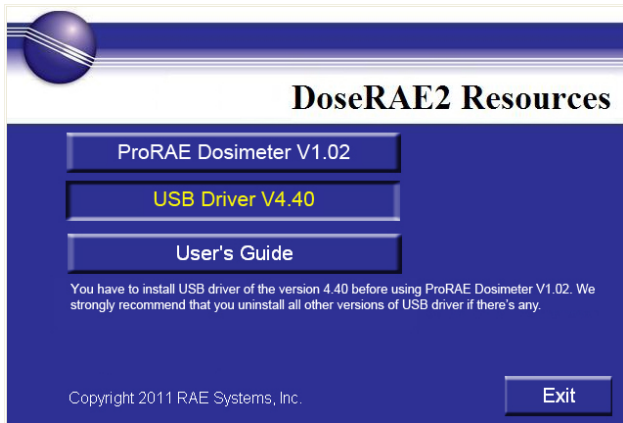 DoseRAE2 Resources
ProRAE Dosimeter V1.02
USB Driver V4.40
User's Guide
You have to install USB driver of the version 4.40 before using ProRAE Dosimeter V1.02. We
strongly recommend that you uninstall all other versions of USB driver if there's any.
Copyright 2011 RAE Systems, Inc.
Exit